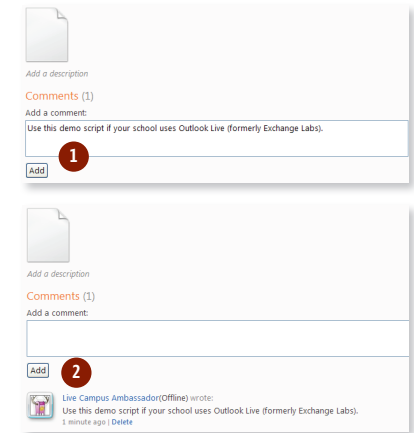 Add a description
Comments (1)
Add a comment:
Use this demo script if your school uses Outlook Live (formerly Exchange Labs).
1
Add
Add a description
Comments (1)
Add a comment:
Add
2
Live Campus Ambassador(Offline) wrote:
Use this demo script if your school uses Outlook Live (formerly Exchange Labs).
1 minute ago | Delete